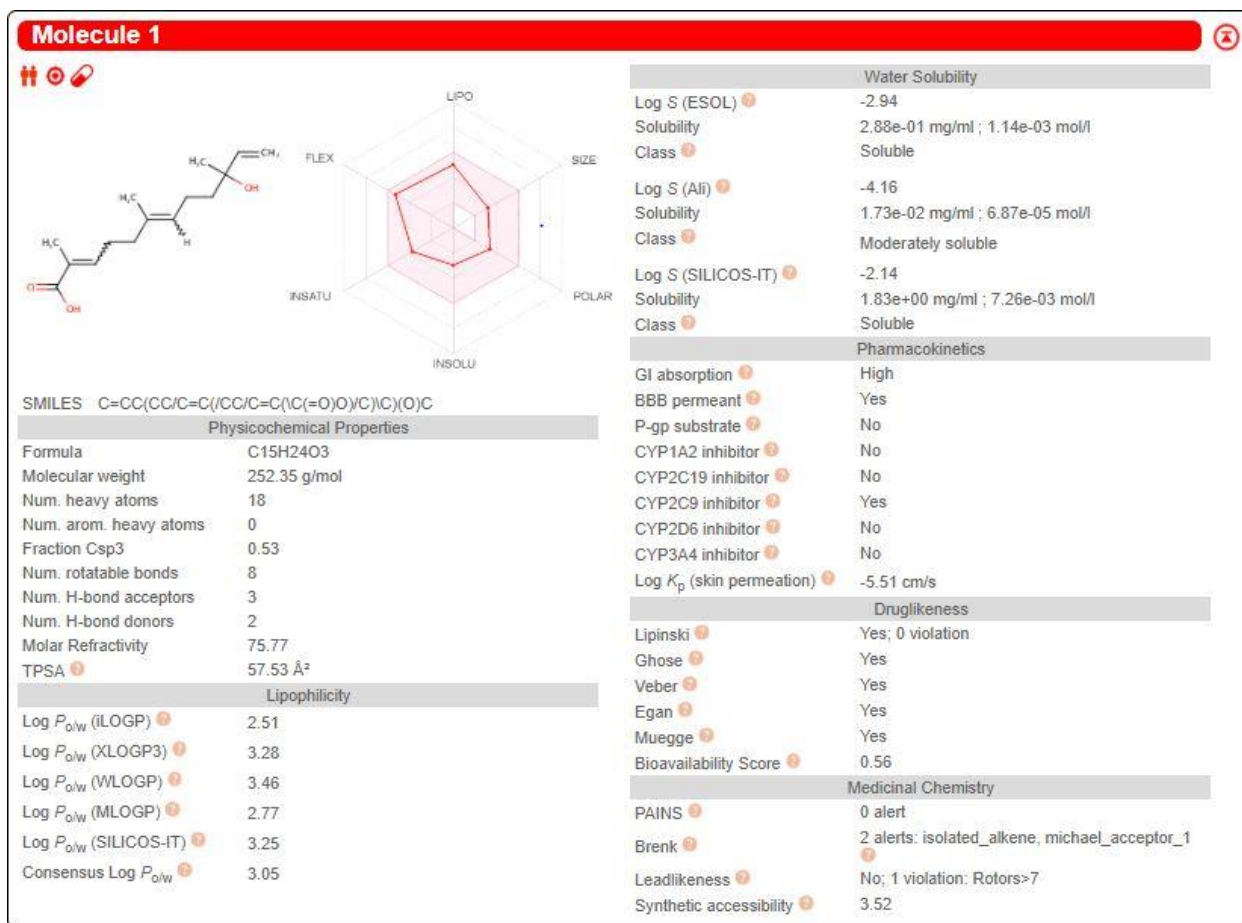 Molecule 1
H₃C
CH₂
OH
H₃C
H
H₃C
O
OH
LIPO
FLEX
SIZE
INSATU
POLAR
INSOLU
SMILES C=CC(CC/C=C(/CC/C=C(\C(=O)O)/C)\C)(O)C
Physicochemical Properties
Formula C15H24O3
Molecular weight 252.35 g/mol
Num. heavy atoms 18
Num. arom. heavy atoms 0
Fraction Csp3 0.53
Num. rotatable bonds 8
Num. H-bond acceptors 3
Num. H-bond donors 2
Molar Refractivity 75.77
TPSA ? 57.53 Å²
Lipophilicity
Log Po/w (iLOGP) ? 2.51
Log Po/w (XLOGP3) ? 3.28
Log Po/w (WLOGP) ? 3.46
Log Po/w (MLOGP) ? 2.77
Log Po/w (SILICOS-IT) ? 3.25
Consensus Log Po/w ? 3.05
Water Solubility
Log S (ESOL) ? -2.94
Solubility 2.88e-01 mg/ml ; 1.14e-03 mol/l
Class ? Soluble
Log S (Ali) ? -4.16
Solubility 1.73e-02 mg/ml ; 6.87e-05 mol/l
Class ? Moderately soluble
Log S (SILICOS-IT) ? -2.14
Solubility 1.83e+00 mg/ml ; 7.26e-03 mol/l
Class ? Soluble
Pharmacokinetics
GI absorption ? High
BBB permeant ? Yes
P-gp substrate ? No
CYP1A2 inhibitor ? No
CYP2C19 inhibitor ? No
CYP2C9 inhibitor ? Yes
CYP2D6 inhibitor ? No
CYP3A4 inhibitor ? No
Log Kp (skin permeation) ? -5.51 cm/s
Druglikeness
Lipinski ? Yes; 0 violation
Ghose ? Yes
Veber ? Yes
Egan ? Yes
Muegge ? Yes
Bioavailability Score ? 0.56
Medicinal Chemistry
PAINS ? 0 alert
Brenk ? 2 alerts: isolated_alkene, michael_acceptor_1
?
Leadlikeness ? No; 1 violation: Rotors>7
Synthetic accessibility ? 3.52